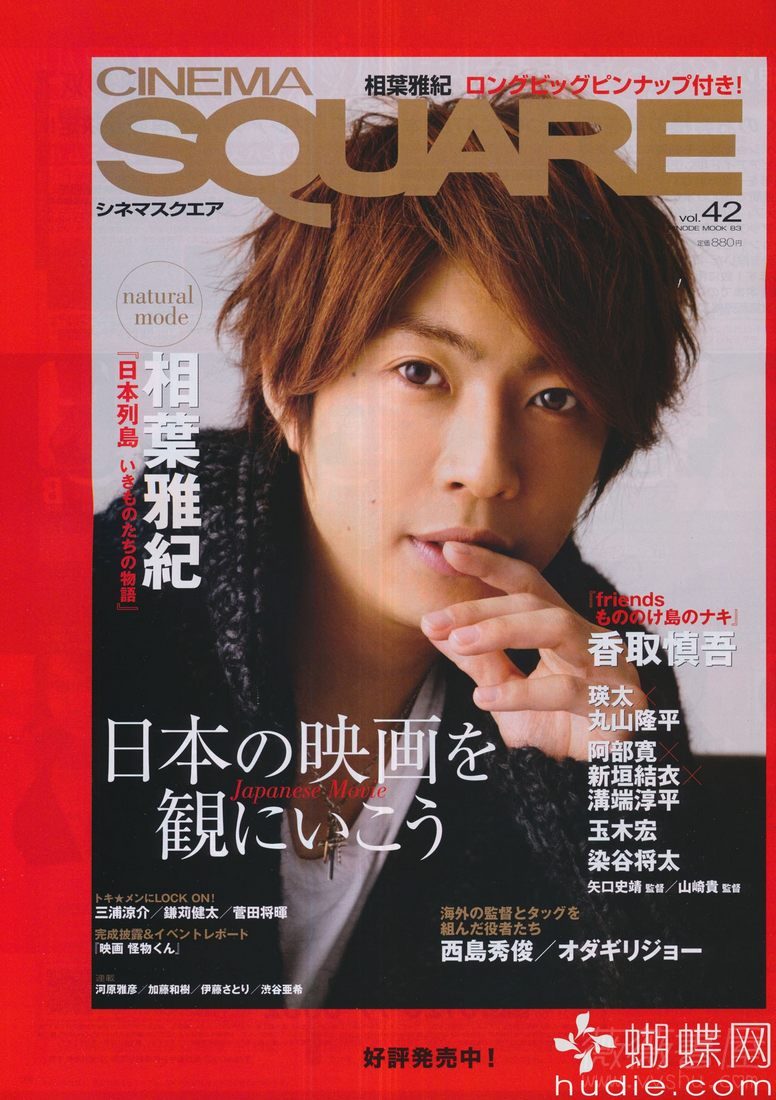 CINEMA
相葉雅紀 ロングビッグピンナップ付き!
SQUARE
シネマスクエア
vol.42
NODE MOOK 83
定価880円
natural
mode
相葉雅紀
『日本列島 いきものたちの物語』
『friends
もののけ島のナキ』
香取慎吾
瑛太×
丸山隆平
阿部寛×
新垣結衣×
溝端淳平
玉木宏
染谷将太
矢口史靖 監督／山崎貴 監督
日本の映画を
Japanese Movie
観にいこう
トキ★メンにLOCK ON!
三浦涼介／鎌苅健太／菅田将暉
完成披露&イベントレポート
『映画 怪物くん』
連載
河原雅彦／加藤和樹／伊藤さとり／渋谷亜希
海外の監督とタッグを
組んだ役者たち
西島秀俊／オダギリジョー
好評発売中!
蝴蝶网
hudie.com